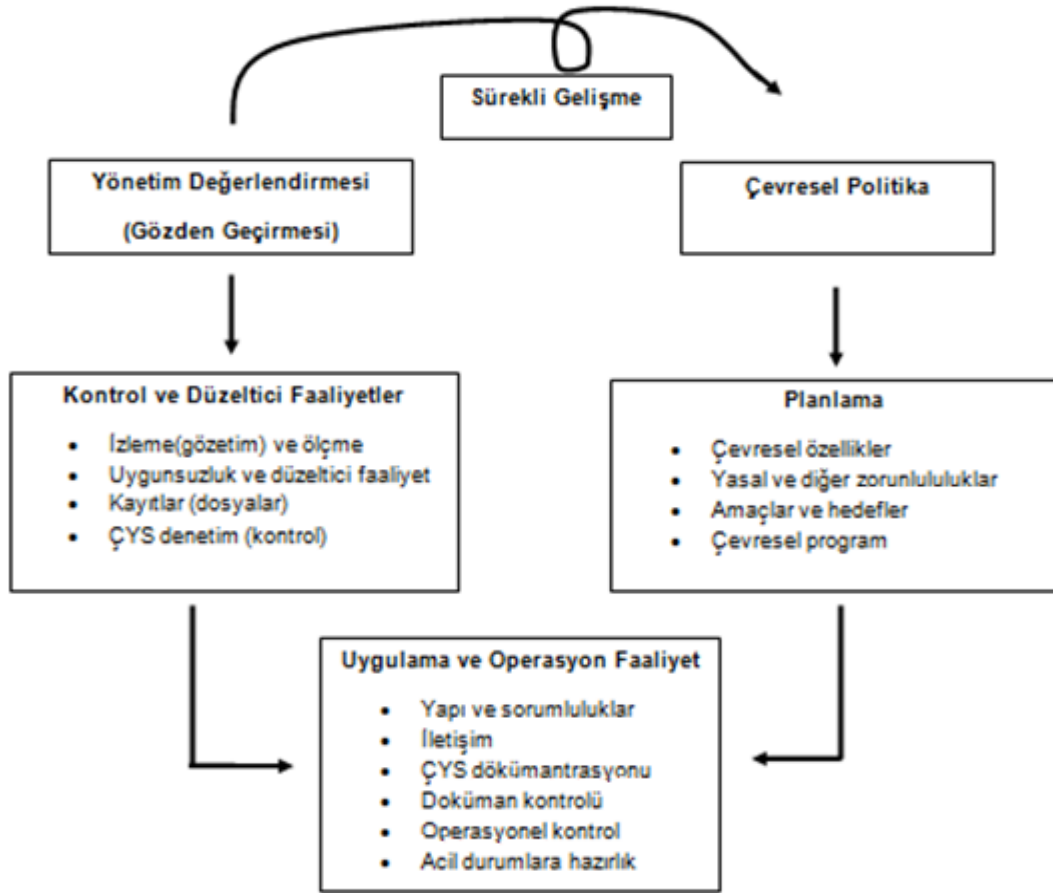 Sürekli Gelişme
Yönetim Değerlendirmesi
(Gözden Geçirmesi)
Çevresel Politika
Kontrol ve Düzeltici Faaliyetler
• İzleme(gözetim) ve ölçme
• Uygunsuzluk ve düzeltici faaliyet
• Kayıtlar (dosyalar)
• ÇYS denetim (kontrol)
Planlama
• Çevresel özellikler
• Yasal ve diğer zorunlululuklar
• Amaçlar ve hedefler
• Çevresel program
Uygulama ve Operasyon Faaliyet
• Yapı ve sorumluluklar
• İletişim
• ÇYS dökümantrasyonu
• Doküman kontrolü
• Operasyonel kontrol
• Acil durumlara hazırlık